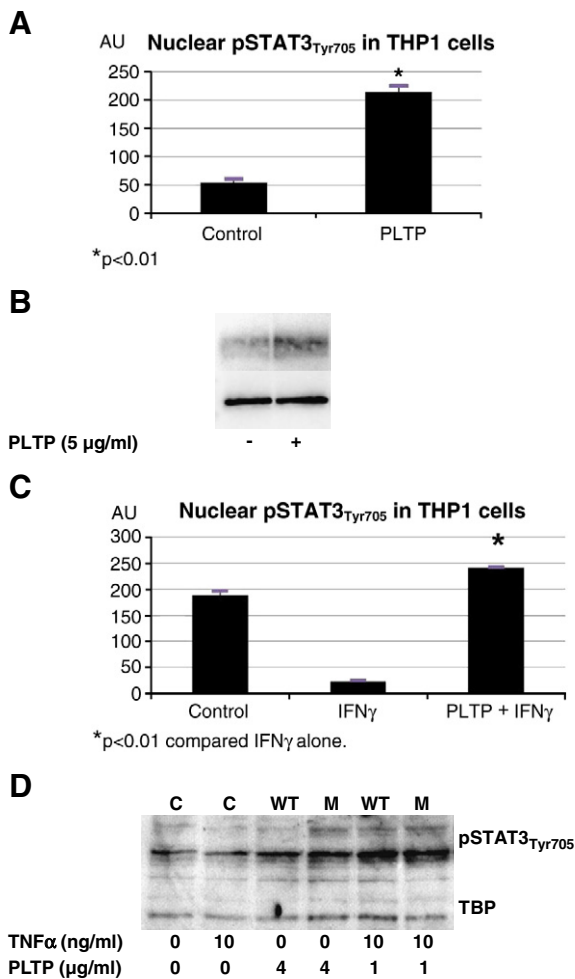 A
AU Nuclear pSTAT3Tyr705 in THP1 cells
250
200
150
100
50
0
*
Control PLTP
*p<0.01
B
PLTP (5 µg/ml) - +
C
AU Nuclear pSTAT3Tyr705 in THP1 cells
300
250
200
150
100
50
0
*
Control IFNγ PLTP + IFNγ
*p<0.01 compared IFNγ alone.
D
C C WT M WT M
pSTAT3Tyr705
TBP
TNFα (ng/ml) 0 10 0 0 10 10
PLTP (µg/ml) 0 0 4 4 1 1